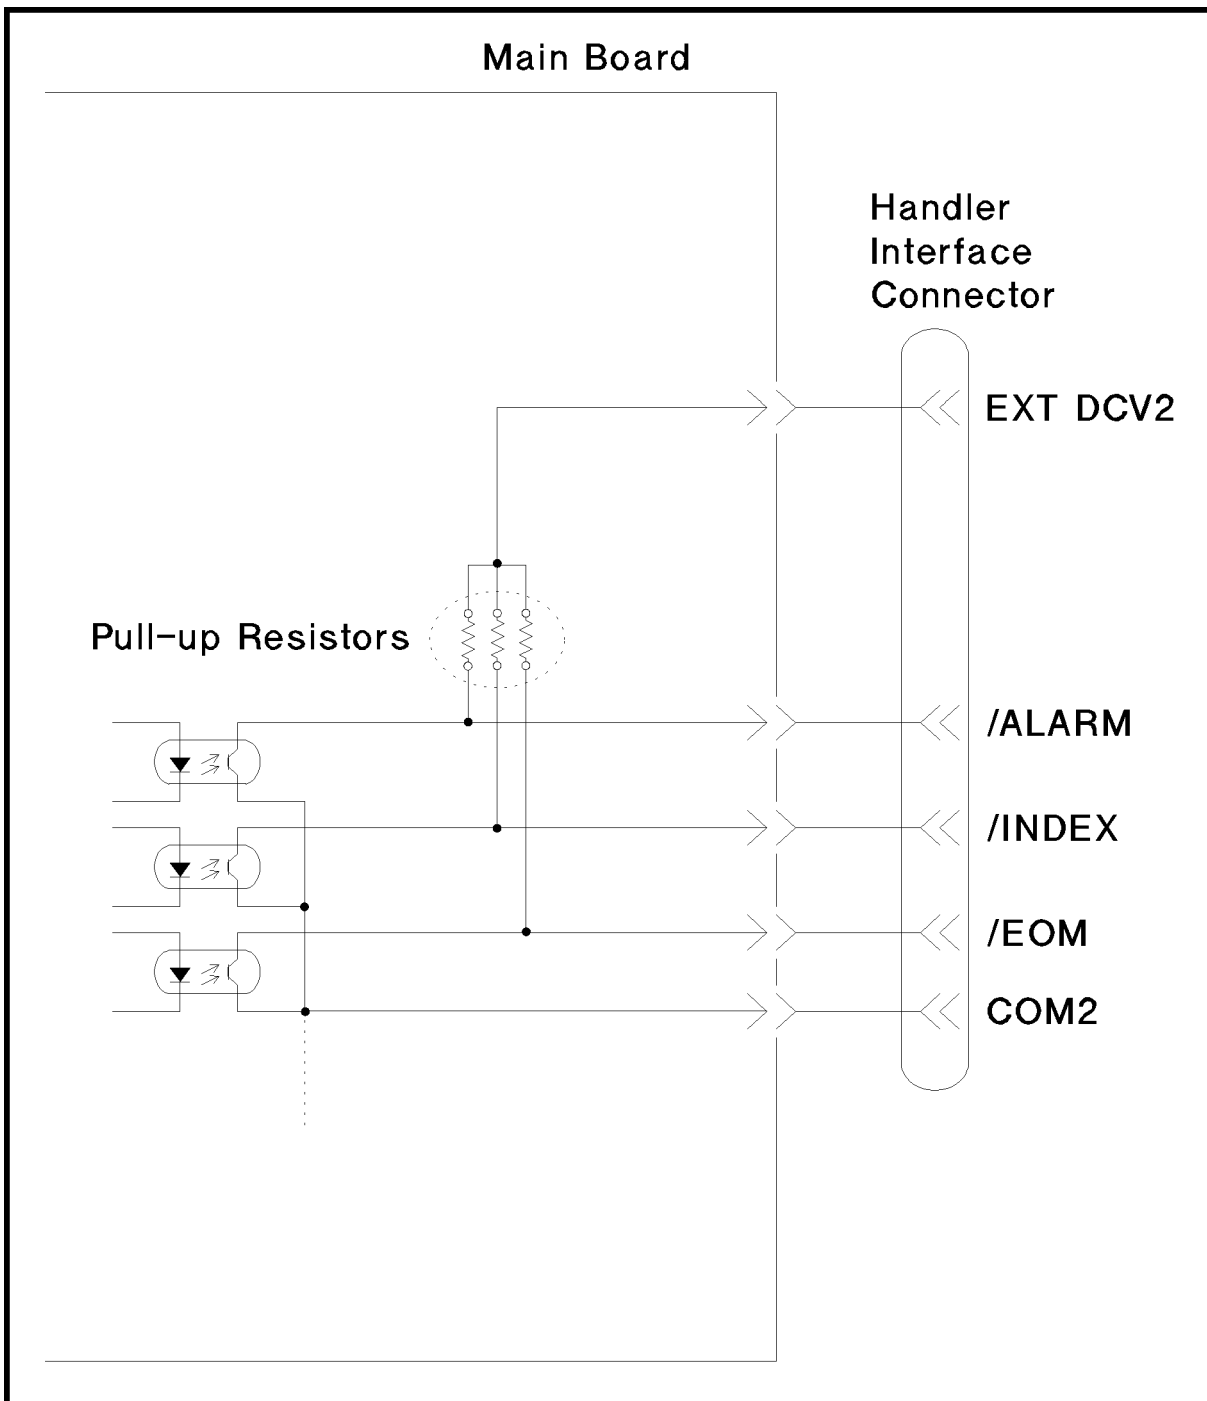 Main Board
Handler
Interface
Connector
EXT DCV2
Pull-up Resistors
/ALARM
/INDEX
/EOM
COM2